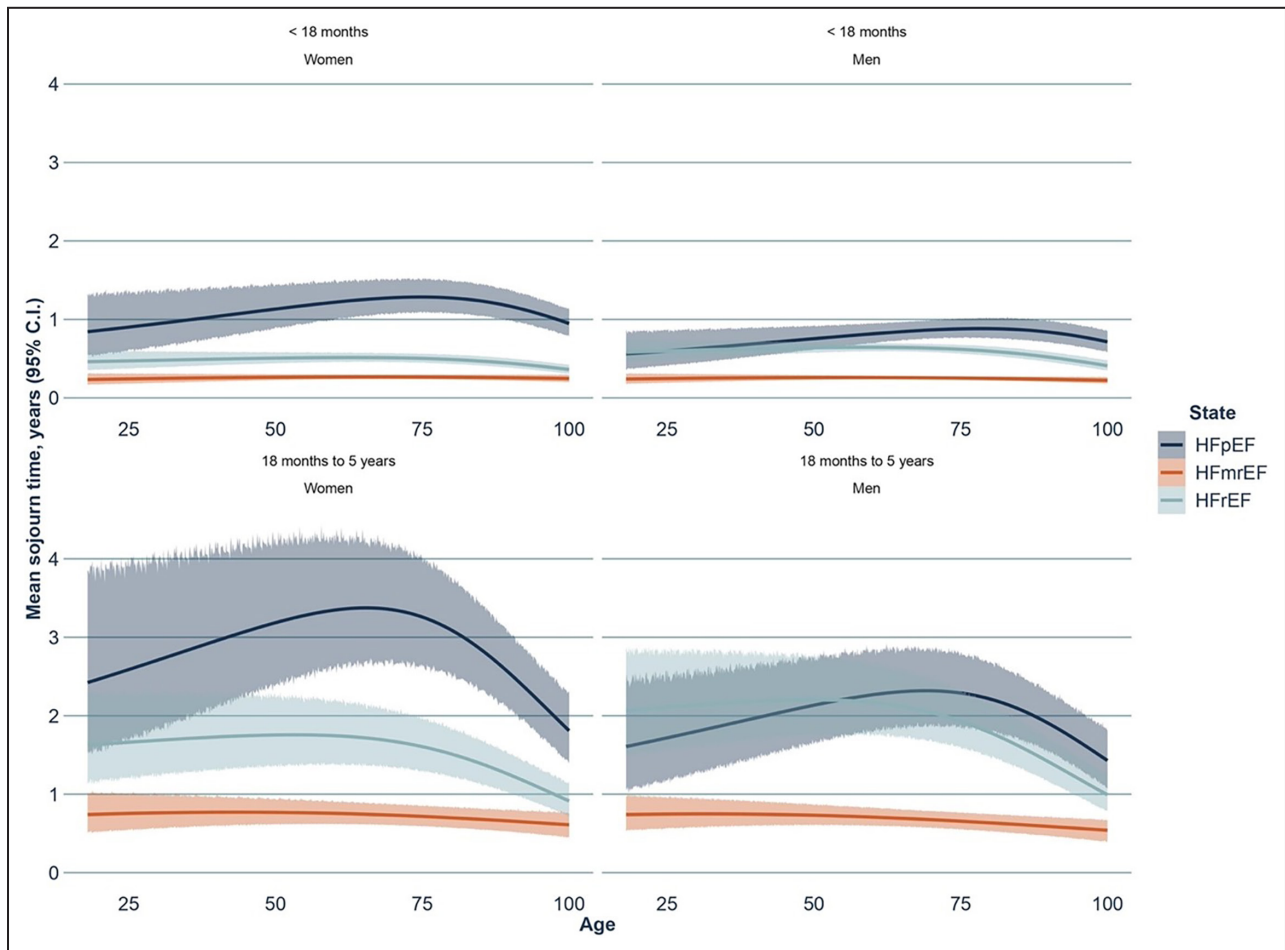 < 18 months
Women
< 18 months
Men
4
3
2
1
0
25 50 75 100
25 50 75 100
18 months to 5 years
Women
18 months to 5 years
Men
4
3
2
1
0
25 50 75 100
25 50 75 100
Age
Mean sojourn time, years (95% C.I.)
State
HFpEF
HFmrEF
HFrEF